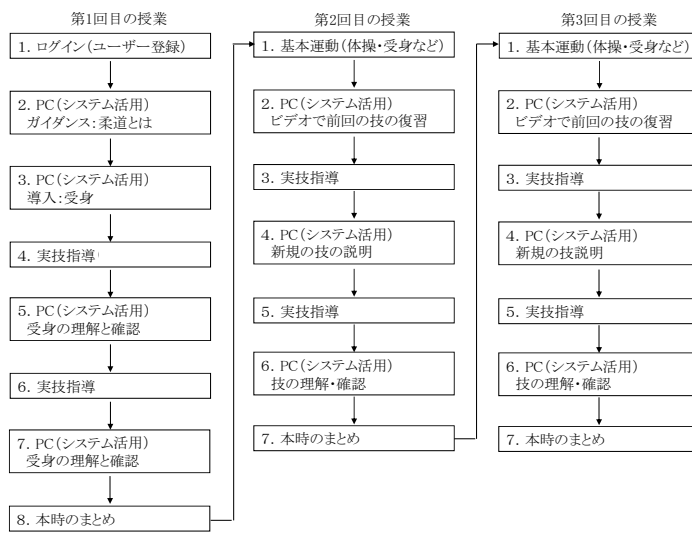 第1回目の授業
1. ログイン(ユーザー登録)
2. PC(システム活用)
ガイダンス:柔道とは
3. PC(システム活用)
導入:受身
4. 実技指導
5. PC(システム活用)
受身の理解と確認
6. 実技指導
7. PC(システム活用)
受身の理解と確認
8. 本時のまとめ
第2回目の授業
1. 基本運動(体操・受身など)
2. PC(システム活用)
ビデオで前回の技の復習
3. 実技指導
4. PC(システム活用)
新規の技の説明
5. 実技指導
6. PC(システム活用)
技の理解・確認
7. 本時のまとめ
第3回目の授業
1. 基本運動(体操・受身など)
2. PC(システム活用)
ビデオで前回の技の復習
3. 実技指導
4. PC(システム活用)
新規の技説明
5. 実技指導
6. PC(システム活用)
技の理解・確認
7. 本時のまとめ